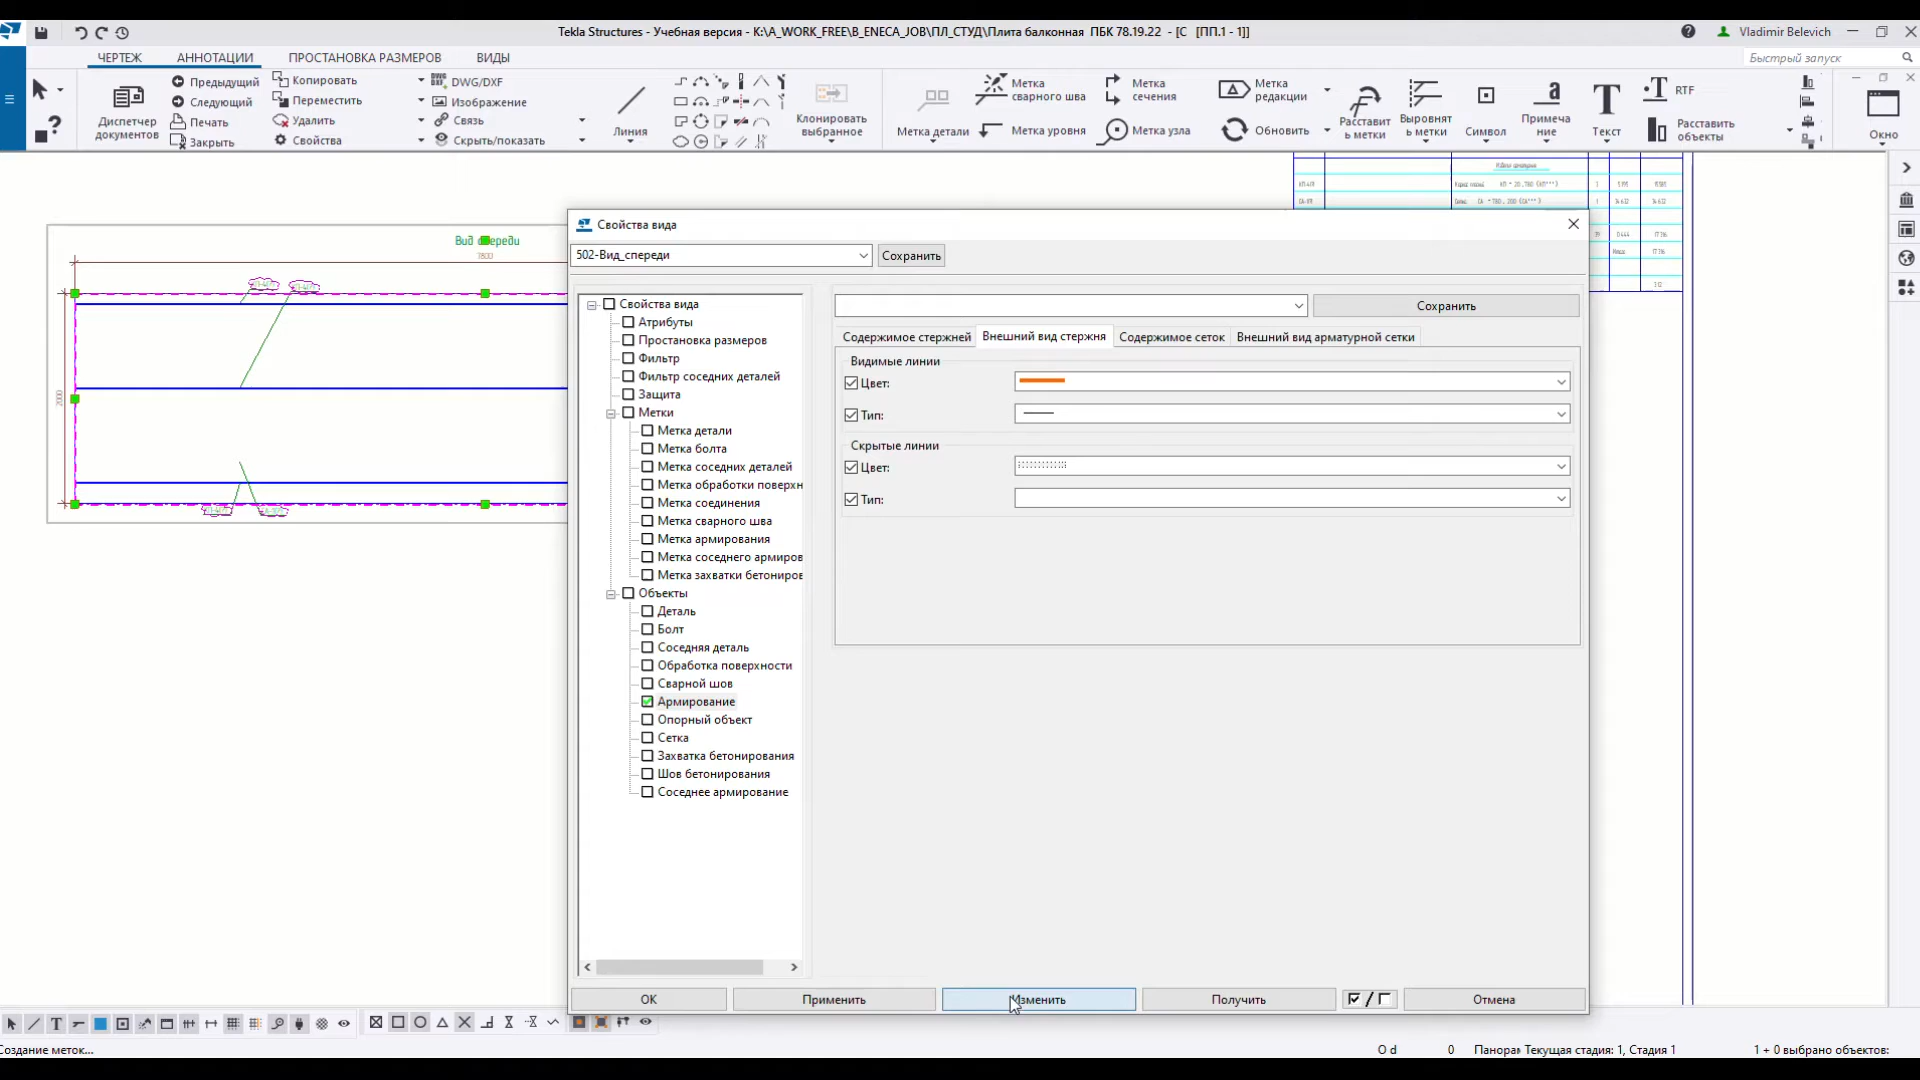 Tekla Structures - Учебная версия - K:\A_WORK_FREE\B_ENECA_JOB\ПЛ_СТУД\Плита балконная ПБК 78.19.22 - [C [ПП.1 - 1]]
Vladimir Belevich
ЧЕРТЕЖ
АННОТАЦИИ
ПРОСТАНОВКА РАЗМЕРОВ
ВИДЫ
Быстрый запуск
Диспетчер документов
Предыдущий
Следующий
Печать
Закрыть
Копировать
Переместить
Удалить
Свойства
DWG/DXF
Изображение
Связь
Скрыть/показать
Линия
Клонировать выбранное
Метка детали
Метка сварного шва
Метка уровня
Метка сечения
Метка узла
Метка редакции
Обновить
Расставит ь метки
Выровнят ь метки
Символ
Примеча ние
Текст
RTF
Расставить объекты
Окно
Вид спереди
1800
2000
Свойства вида
502-Вид_спереди
Сохранить
Свойства вида
Атрибуты
Простановка размеров
Фильтр
Фильтр соседних деталей
Защита
Метки
Метка детали
Метка болта
Метка соседних деталей
Метка обработки поверхн
Метка соединения
Метка сварного шва
Метка армирования
Метка соседнего армиров
Метка захватки бетониров
Объекты
Деталь
Болт
Соседняя деталь
Обработка поверхности
Сварной шов
Армирование
Опорный объект
Сетка
Захватка бетонирования
Шов бетонирования
Соседнее армирование
Сохранить
Содержимое стержней
Внешний вид стержня
Содержимое сеток
Внешний вид арматурной сетки
Видимые линии
Цвет:
Тип:
Скрытые линии
Цвет:
Тип:
OK
Применить
Изменить
Получить
Отмена
Создание меток...
O d
0
Панорам
Текущая стадия: 1, Стадия 1
1 + 0 выбрано объектов: